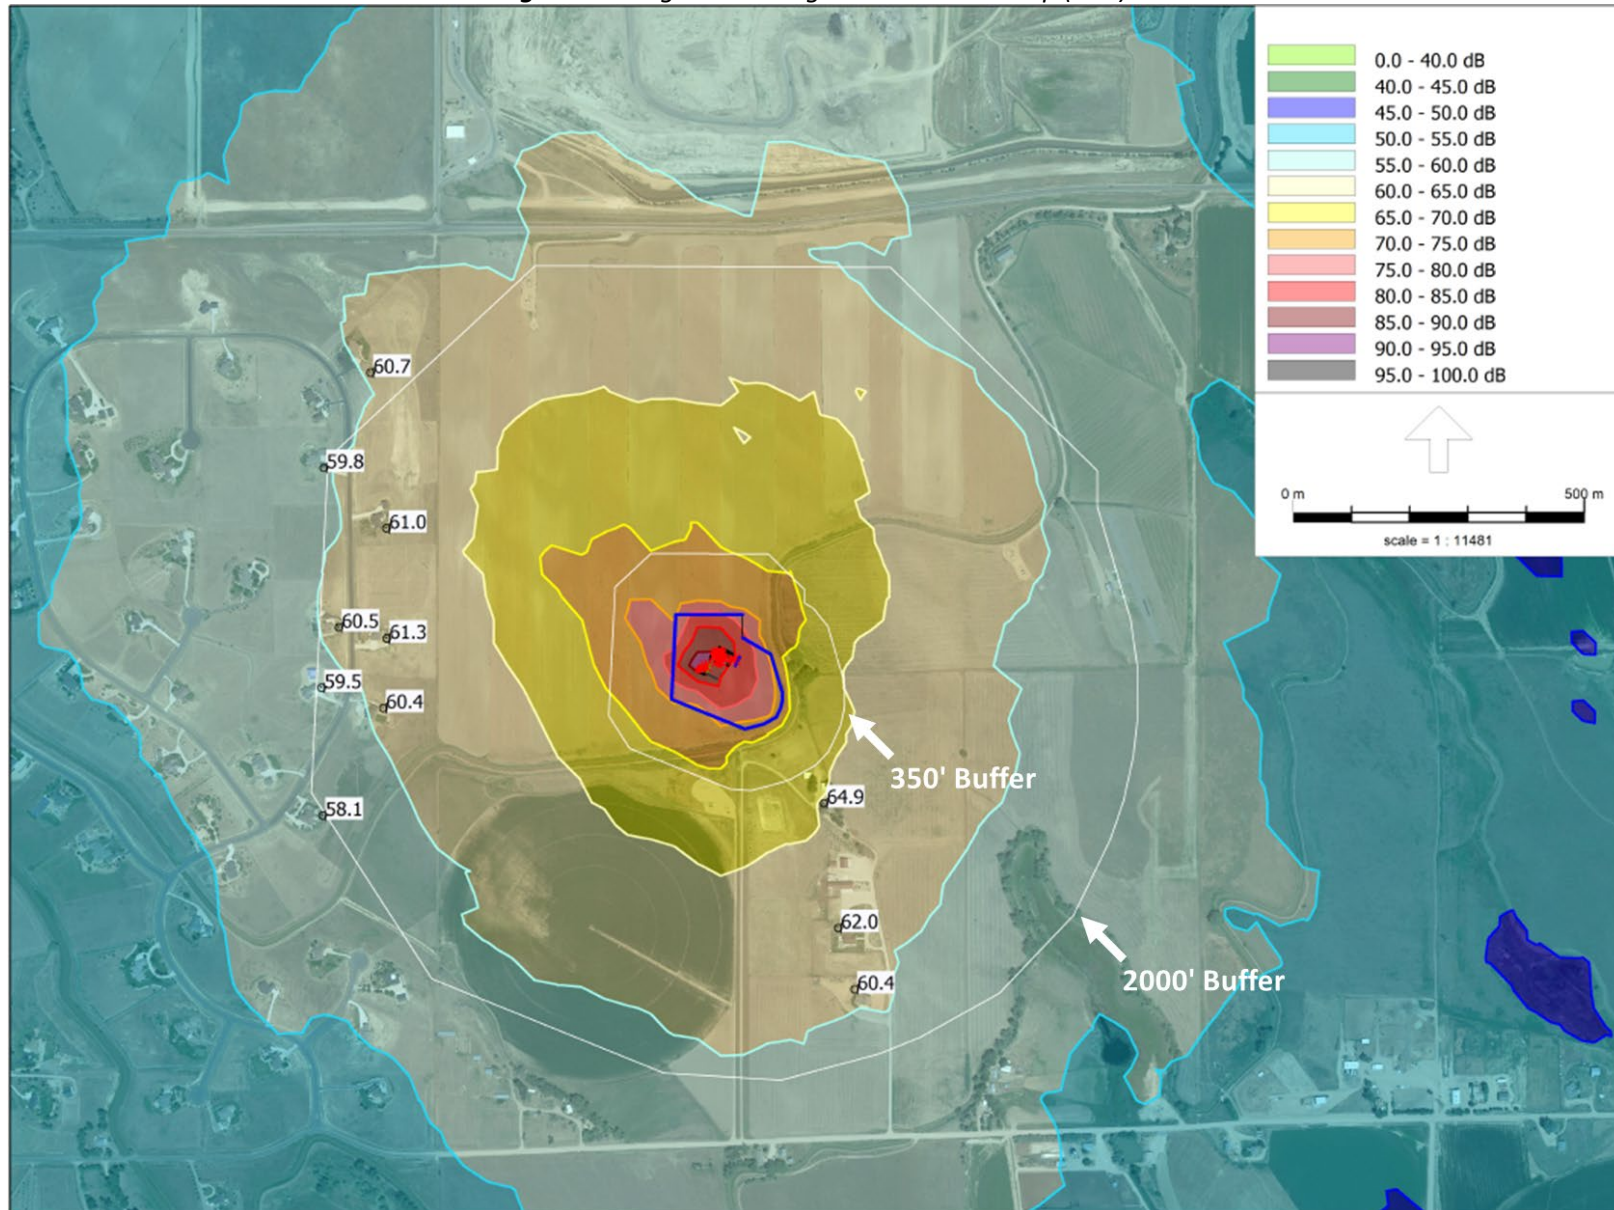 0.0 - 40.0 dB
40.0 - 45.0 dB
45.0 - 50.0 dB
50.0 - 55.0 dB
55.0 - 60.0 dB
60.0 - 65.0 dB
65.0 - 70.0 dB
70.0 - 75.0 dB
75.0 - 80.0 dB
80.0 - 85.0 dB
85.0 - 90.0 dB
90.0 - 95.0 dB
95.0 - 100.0 dB
0 m
500 m
scale = 1 : 11481
60.7
59.8
61.0
60.5
61.3
59.5
60.4
58.1
64.9
62.0
60.4
350' Buffer
2000' Buffer